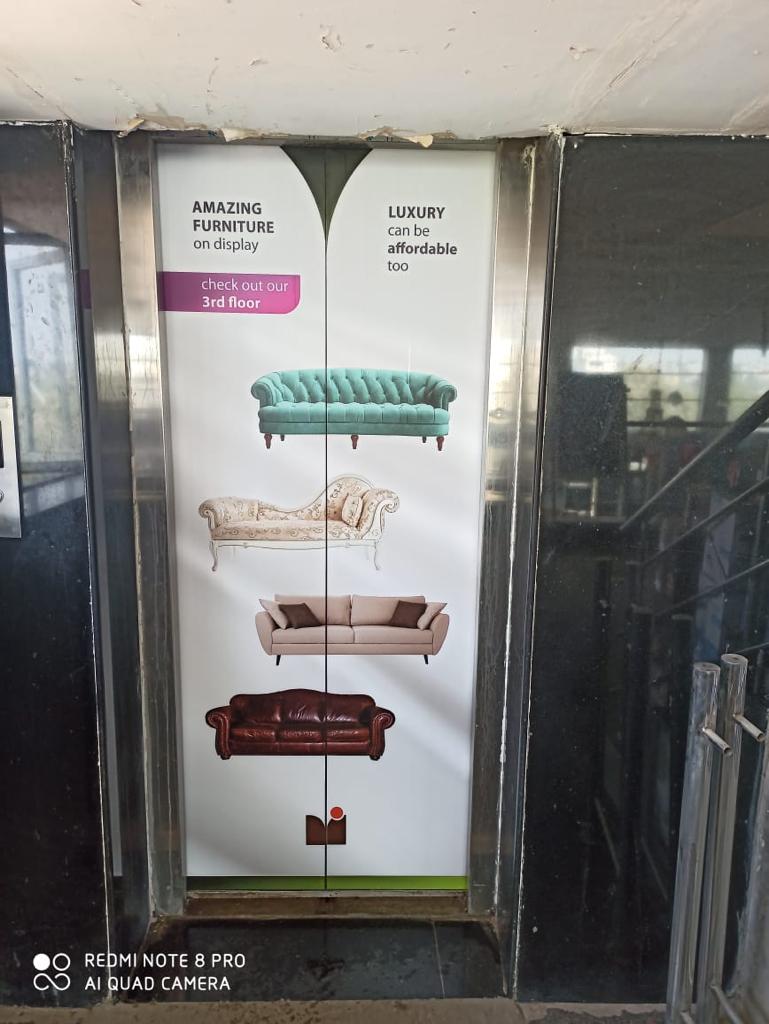 AMAZING
FURNITURE
on display
check out our
3rd floor
LUXURY
can be
affordable
too
REDMI NOTE 8 PRO
AI QUAD CAMERA